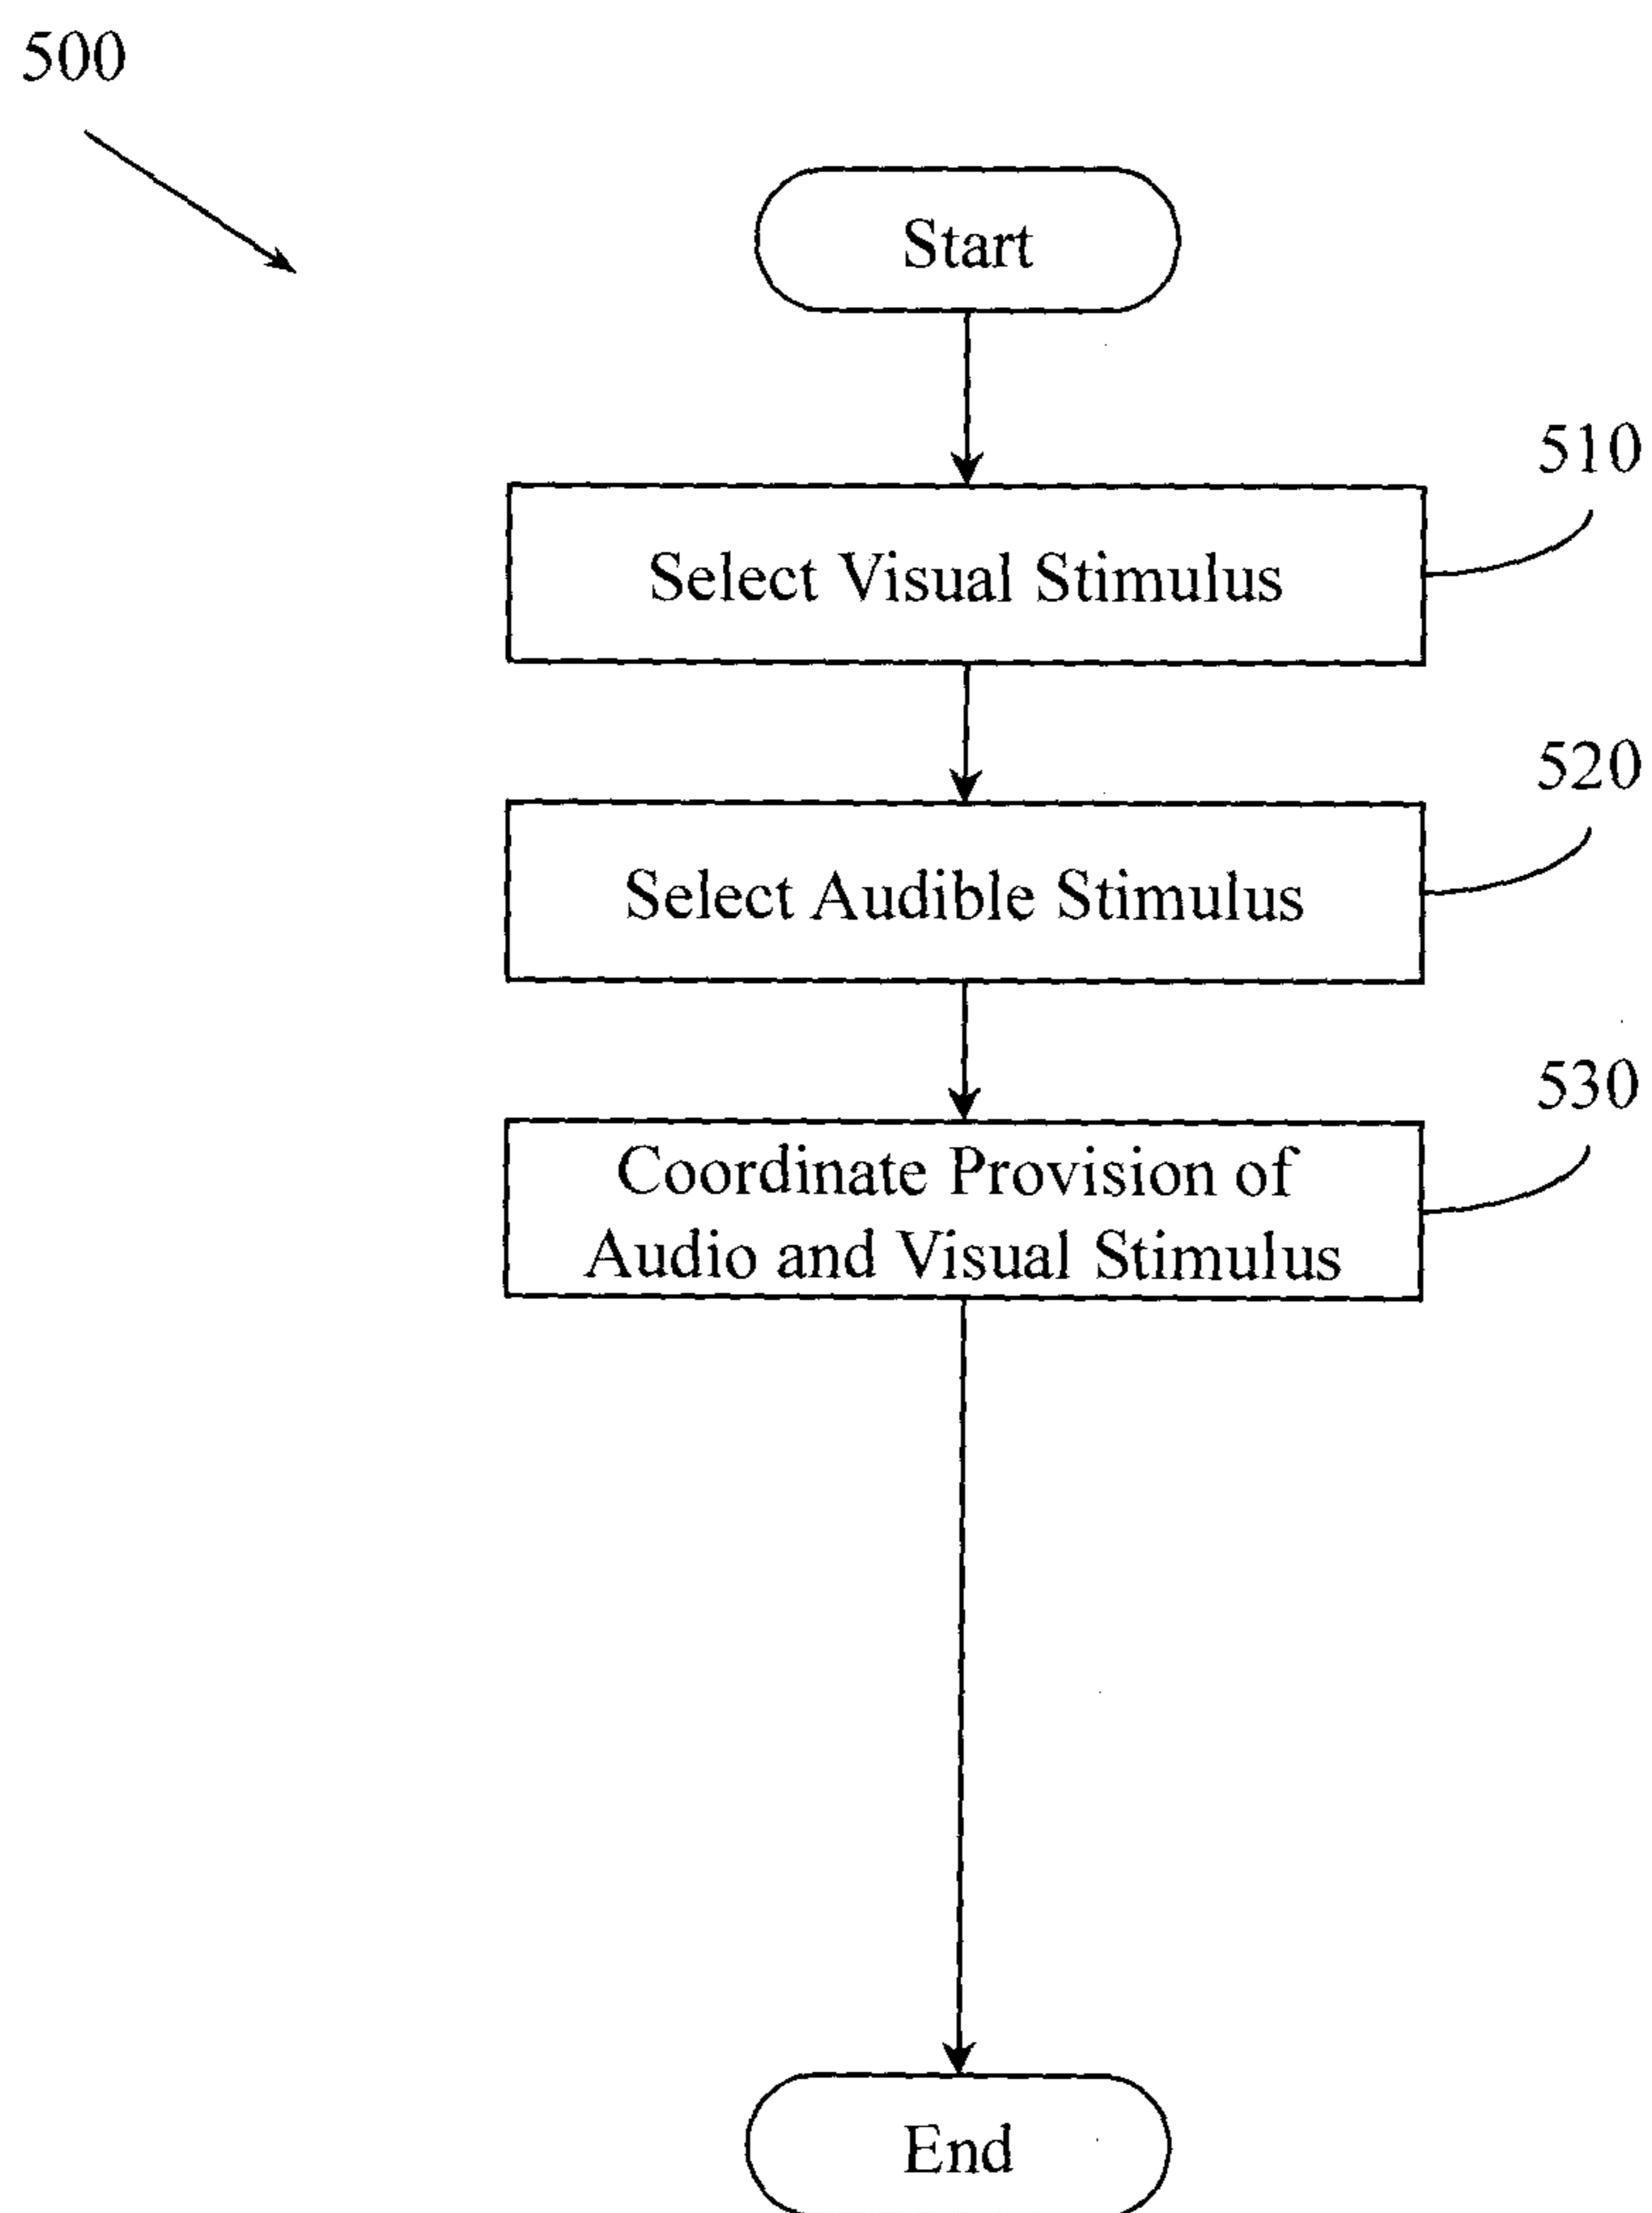 500
Start
510
Select Visual Stimulus
520
Select Audible Stimulus
530
Coordinate Provision of
Audio and Visual Stimulus
End